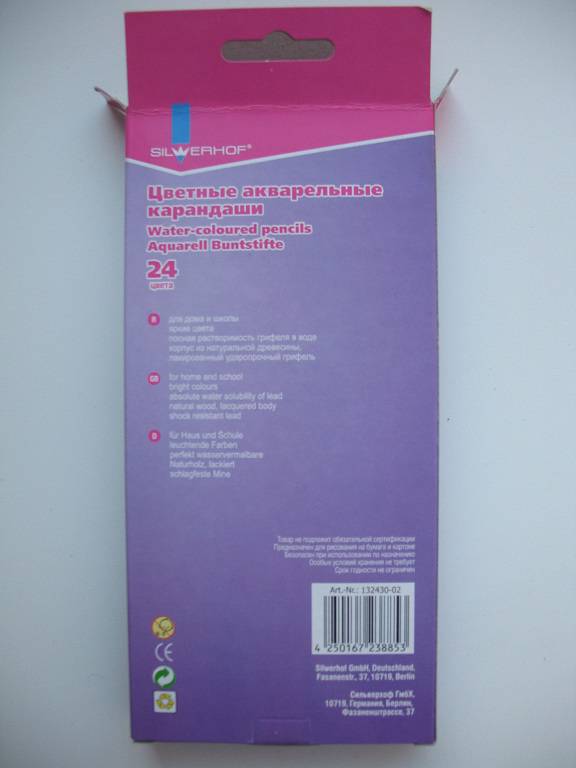 SILWERHOF®
Цветные акварельные
карандаши
Water-coloured pencils
Aquarell Buntstifte
24
цвета
R
для дома и школы
яркие цвета
полная растворимость грифеля в воде
корпус из натуральной древесины,
лакированный ударопрочный грифель
GB
for home and school
bright colours
absolute water solubility of lead
natural wood, lacquered body
shock resistant lead
D
für Haus und Schule
leuchtende Farben
perfekt wasservermalbare
Naturholz, lackiert
schlagfeste Mine
Товар не подлежит обязательной сертификации
Предназначен для рисования на бумаге и картоне
Безопасен при использовании по назначению
Особых условий хранения не требует
Срок годности не ограничен
Art.-Nr.: 132430-02
4 250167 238853
CE
Silwerhof GmbH, Deutschland,
Fasanenstr., 37, 10719, Berlin
Сильверхоф ГмбХ,
10719, Германия, Берлин,
Фазаненштрассе, 37